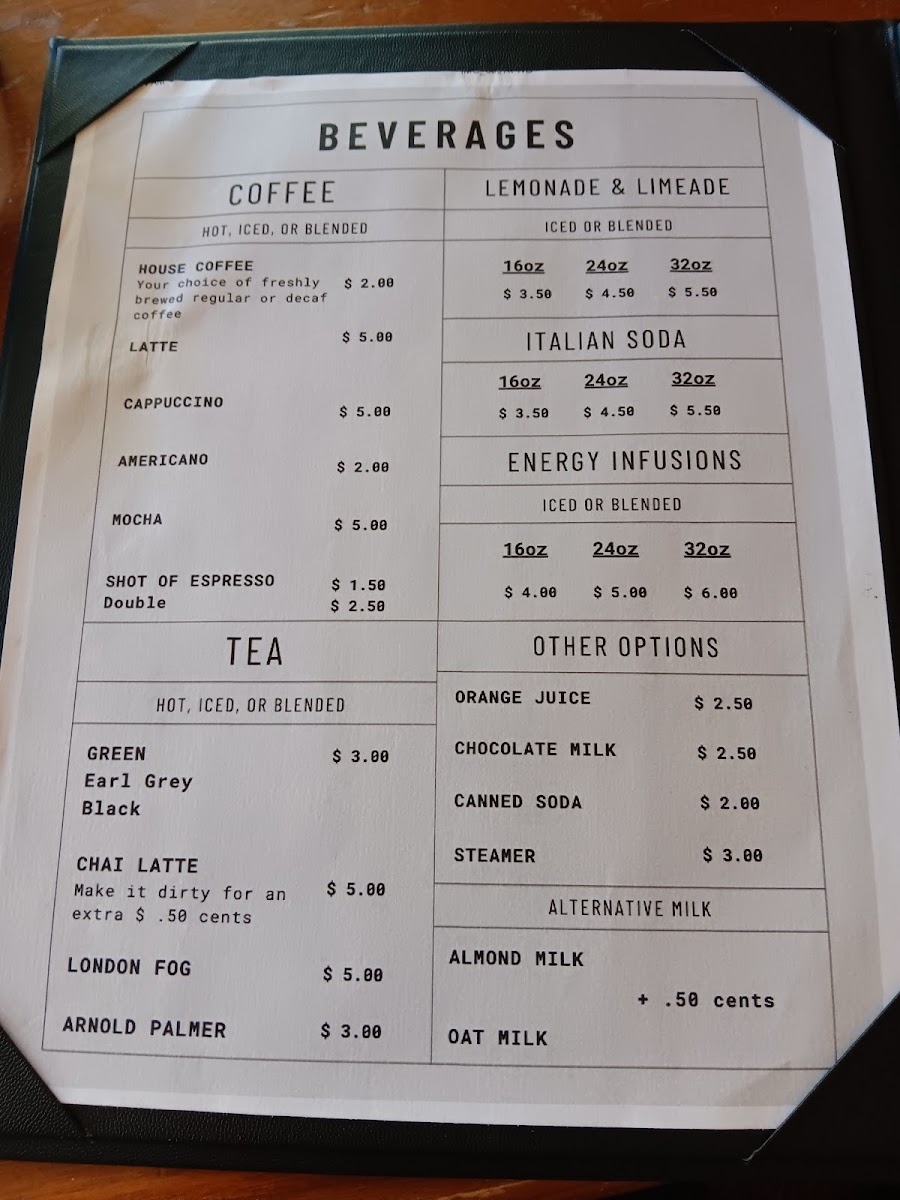 BEVERAGES
COFFEE
HOT, ICED, OR BLENDED
HOUSE COFFEE
Your choice of freshly $ 2.00
brewed regular or decaf
coffee
LATTE $ 5.00
CAPPUCCINO $ 5.00
AMERICANO $ 2.00
MOCHA $ 5.00
SHOT OF ESPRESSO $ 1.50
Double $ 2.50
TEA
HOT, ICED, OR BLENDED
GREEN $ 3.00
Earl Grey
Black
CHAI LATTE
Make it dirty for an $ 5.00
extra $ .50 cents
LONDON FOG $ 5.00
ARNOLD PALMER $ 3.00
LEMONADE & LIMEADE
ICED OR BLENDED
16oz 24oz 32oz
$ 3.50 $ 4.50 $ 5.50
ITALIAN SODA
16oz 24oz 32oz
$ 3.50 $ 4.50 $ 5.50
ENERGY INFUSIONS
ICED OR BLENDED
16oz 24oz 32oz
$ 4.00 $ 5.00 $ 6.00
OTHER OPTIONS
ORANGE JUICE $ 2.50
CHOCOLATE MILK $ 2.50
CANNED SODA $ 2.00
STEAMER $ 3.00
ALTERNATIVE MILK
ALMOND MILK
+ .50 cents
OAT MILK